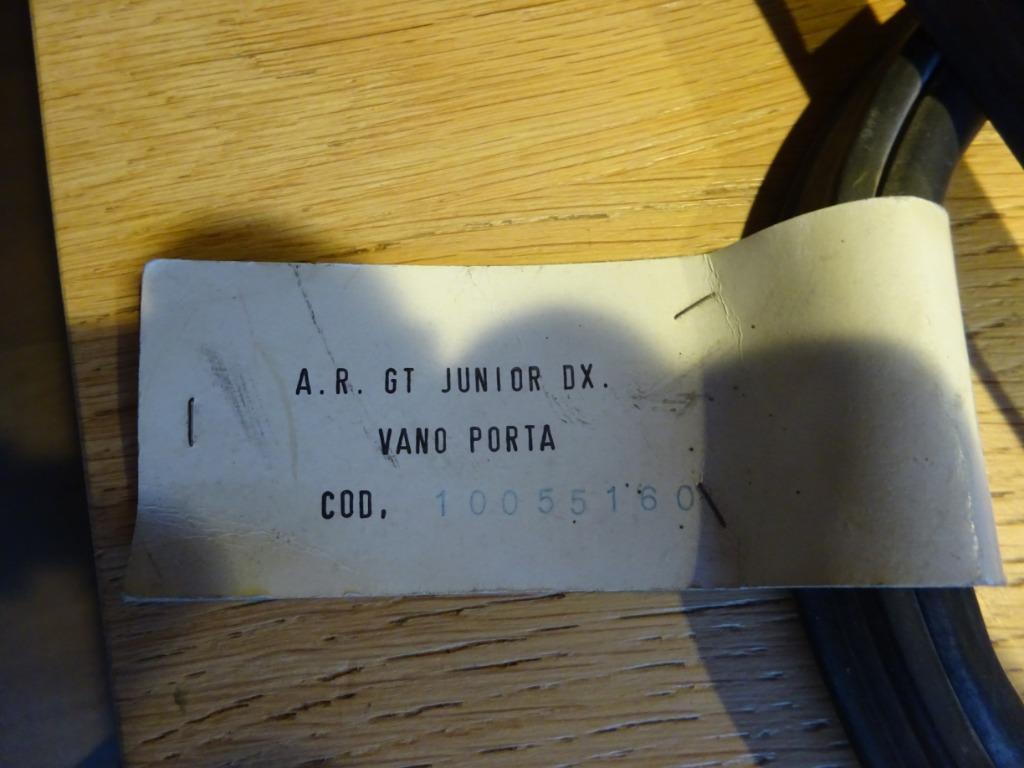 A.R. GT JUNIOR DX.
VANO PORTA
COD. 10055160